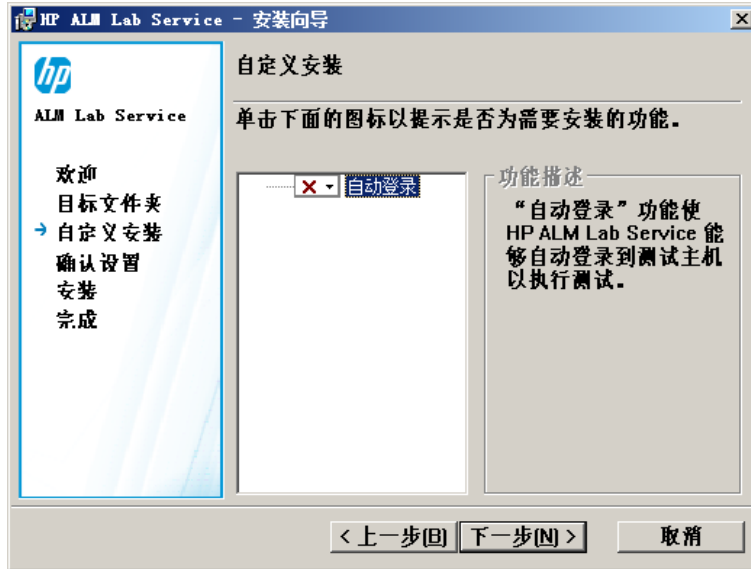 HP ALM Lab Service - 安装向导
hp
ALM Lab Service
欢迎
目标文件夹
自定义安装
确认设置
安装
完成
自定义安装
单击下面的图标以提示是否为需要安装的功能。
自动登录
功能描述
“自动登录”功能使
HP ALM Lab Service 能
够自动登录到测试主机
以执行测试。
< 上一步(B)
下一步(N) >
取消